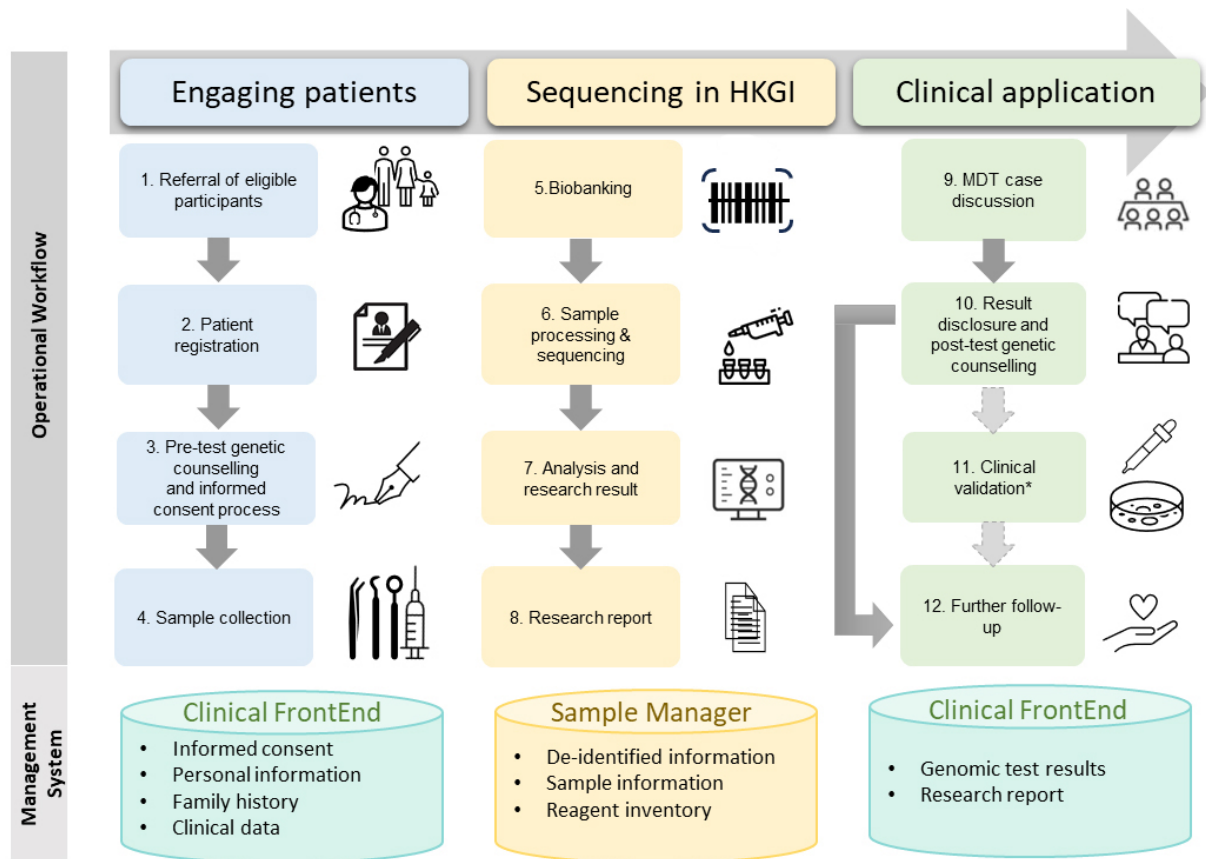 Engaging patients
Sequencing in HKGI
Clinical application
Operational Workflow
1. Referral of eligible
participants
2. Patient
registration
3. Pre-test genetic
counselling
and informed
consent process
4. Sample collection
5.Biobanking
6. Sample
processing &
sequencing
7. Analysis and
research result
8. Research report
9. MDT case
discussion
10. Result
disclosure and
post-test genetic
counselling
11. Clinical
validation*
12. Further follow-
up
Management
System
Clinical FrontEnd
• Informed consent
• Personal information
• Family history
• Clinical data
Sample Manager
• De-identified information
• Sample information
• Reagent inventory
Clinical FrontEnd
• Genomic test results
• Research report